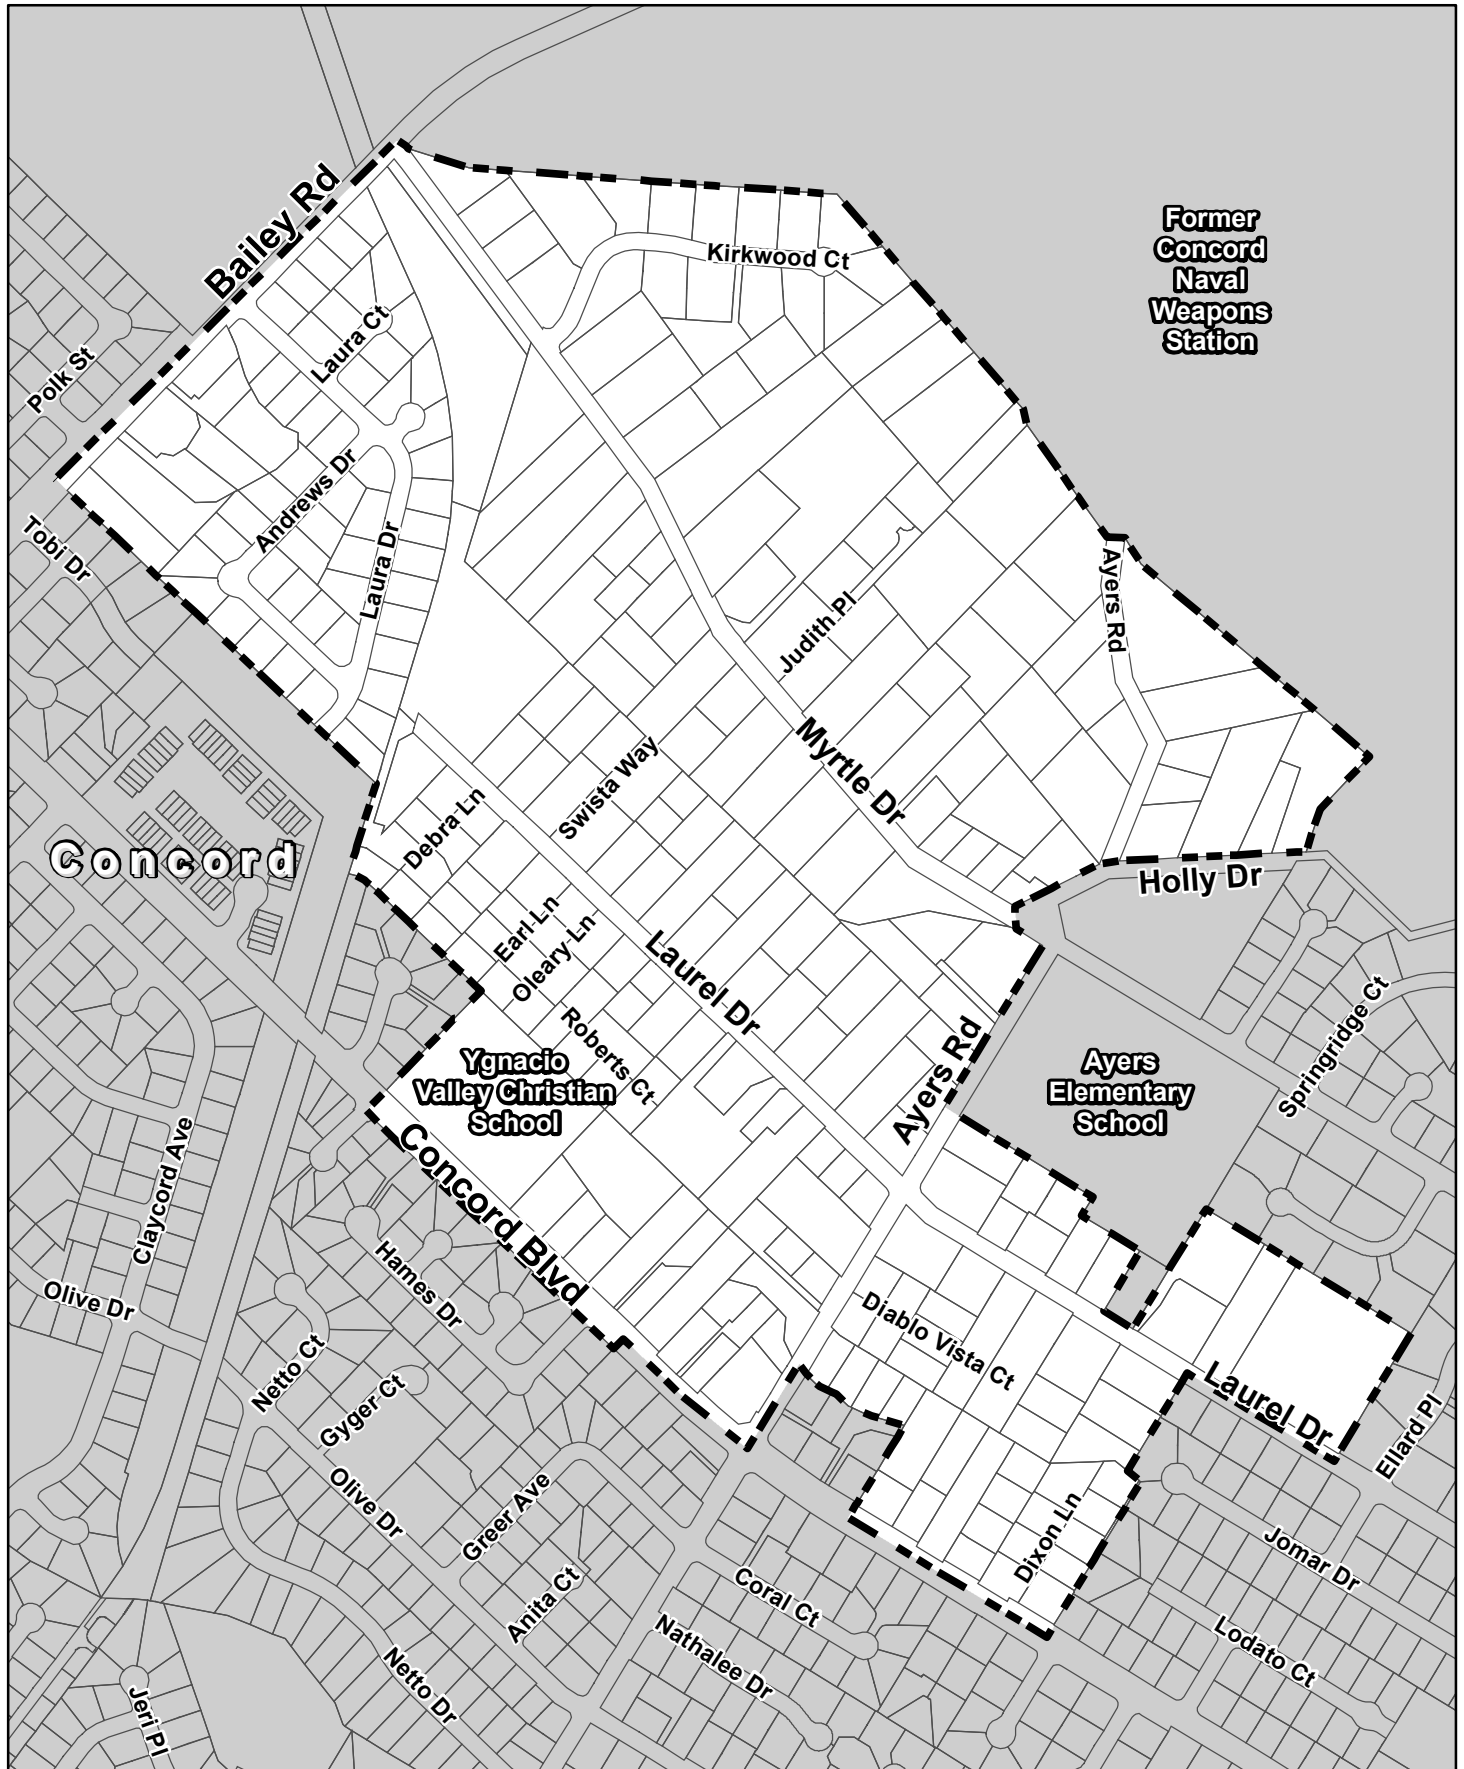 Bailey Rd
Former
Concord
Naval
Weapons
Station
Kirkwood Ct
Laura Ct
Polk St
Andrews Dr
Laura Dr
Tobi Dr
Ayers Rd
Judith Pl
Myrtle Dr
Swista Way
Debra Ln
Concord
Holly Dr
Earl Ln
Oleary Ln
Laurel Dr
Roberts Ct
Ygnacio
Valley Christian
School
Ayers Rd
Ayers
Elementary
School
Springridge Ct
Claycord Ave
Concord Blvd
Hames Dr
Olive Dr
Diablo Vista Ct
Netto Ct
Gyger Ct
Laurel Dr
Ellard Pl
Olive Dr
Greer Ave
Dixon Ln
Jomar Dr
Anita Ct
Coral Ct
Nathalee Dr
Lodato Ct
Netto Dr
Jeri Pl